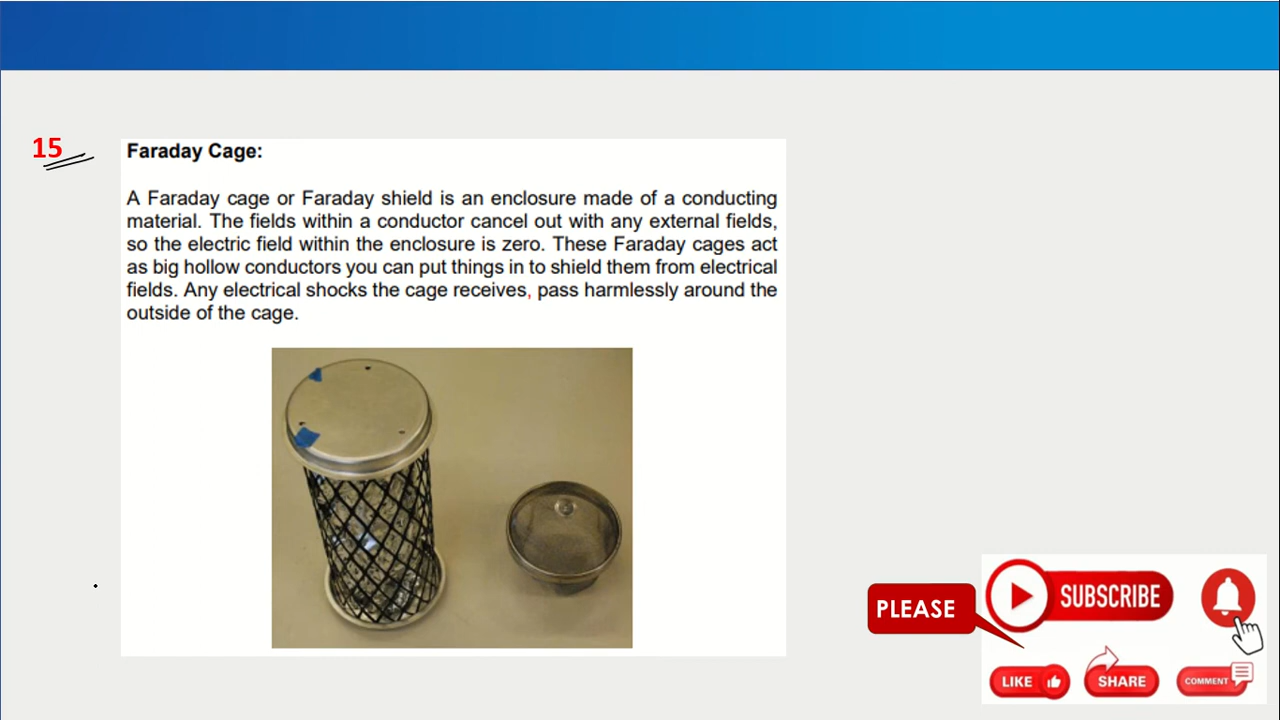 15
Faraday Cage:
A Faraday cage or Faraday shield is an enclosure made of a conducting
material. The fields within a conductor cancel out with any external fields,
so the electric field within the enclosure is zero. These Faraday cages act
as big hollow conductors you can put things in to shield them from electrical
fields. Any electrical shocks the cage receives, pass harmlessly around the
outside of the cage.
PLEASE
SUBSCRIBE
LIKE
SHARE
COMMENT